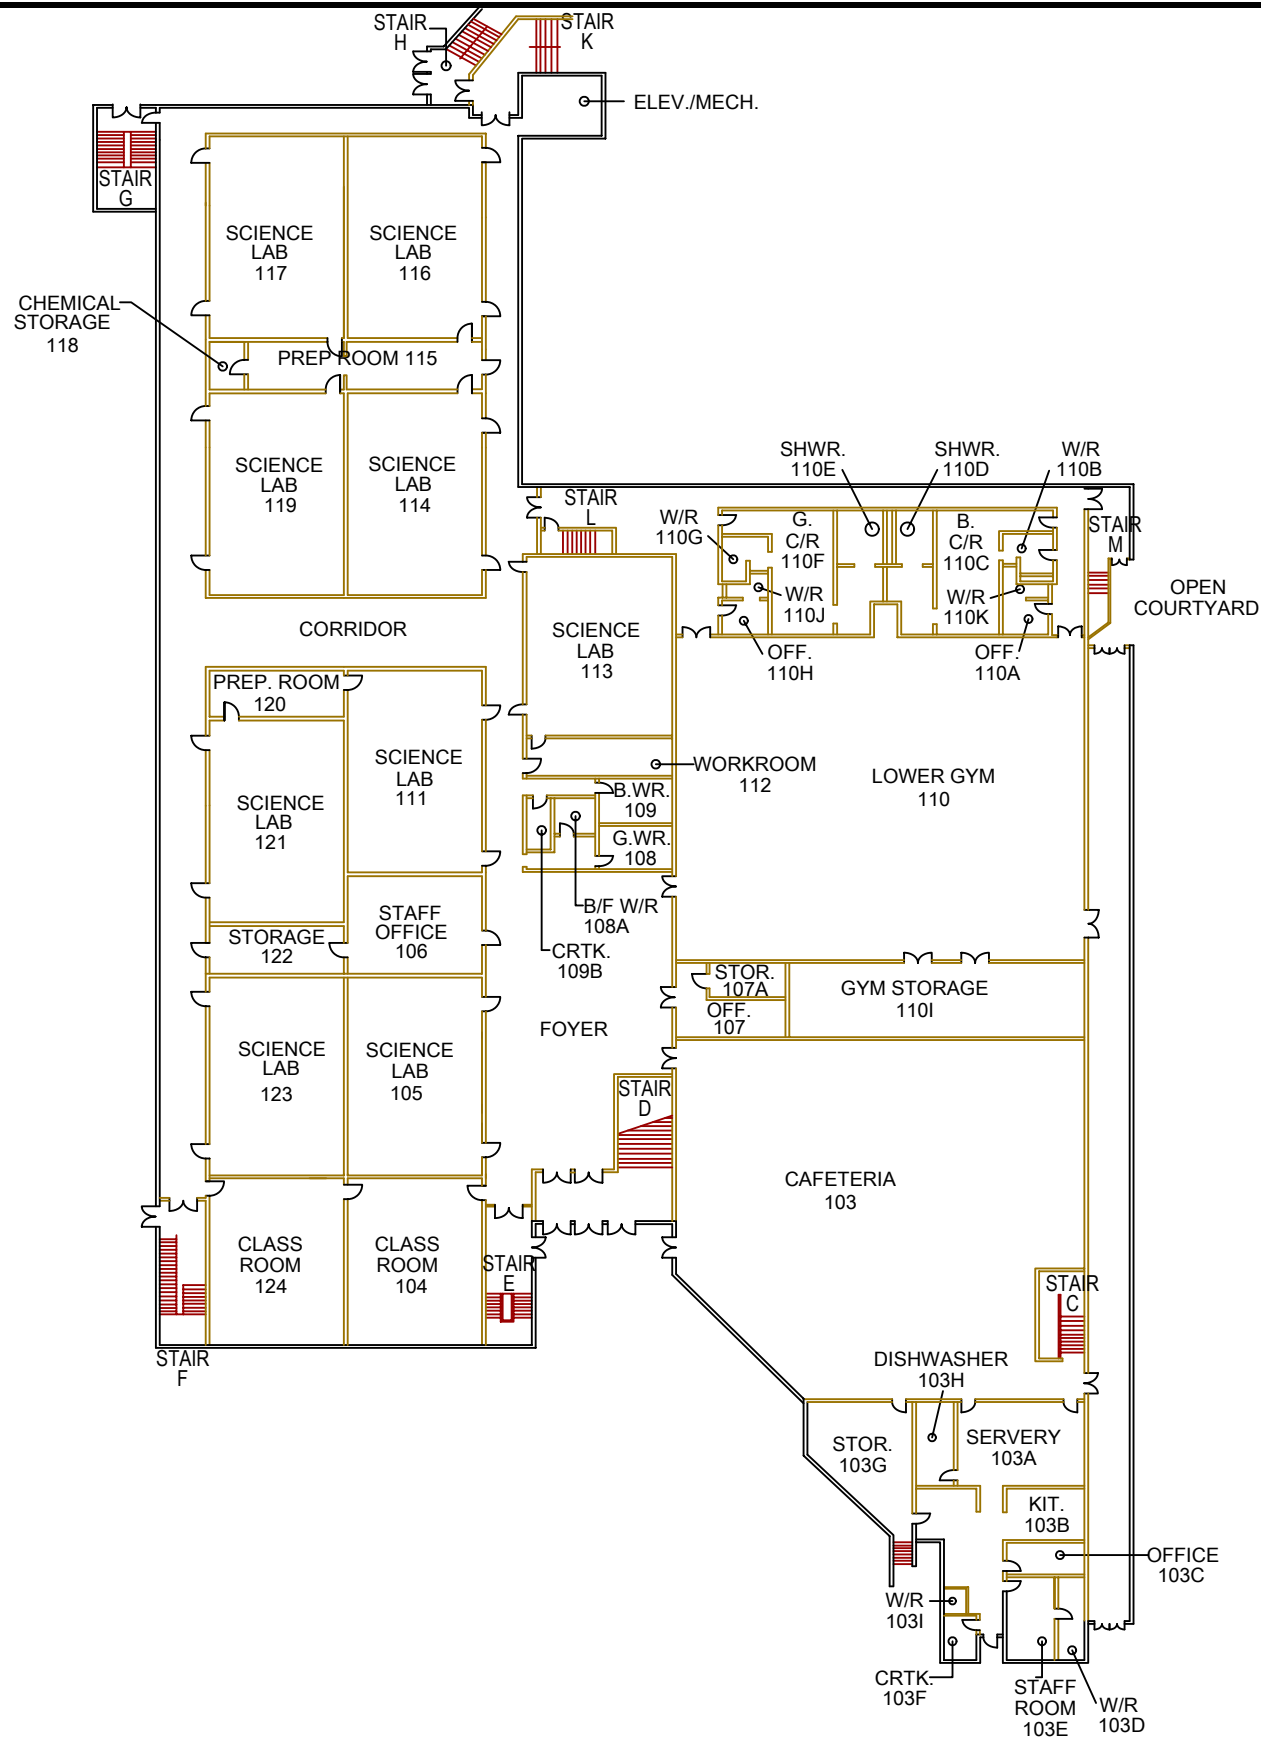 STAIR
H
STAIR
K
ELEV./MECH.
STAIR
G
SCIENCE
LAB
117
SCIENCE
LAB
116
CHEMICAL
STORAGE
118
PREP ROOM 115
SCIENCE
LAB
119
SCIENCE
LAB
114
SHWR.
110E
SHWR.
110D
W/R
110B
STAIR
L
W/R
110G
G.
C/R
110F
B.
C/R
110C
STAIR
M
W/R
110J
W/R
110K
OPEN
COURTYARD
CORRIDOR
SCIENCE
LAB
113
OFF.
110H
OFF.
110A
PREP. ROOM
120
SCIENCE
LAB
111
WORKROOM
112
LOWER GYM
110
SCIENCE
LAB
121
B.WR.
109
G.WR.
108
STAFF
OFFICE
106
B/F W/R
108A
STORAGE
122
CRTK.
109B
STOR.
107A
OFF.
107
GYM STORAGE
110I
FOYER
SCIENCE
LAB
123
SCIENCE
LAB
105
STAIR
D
CAFETERIA
103
CLASS
ROOM
124
CLASS
ROOM
104
STAIR
E
STAIR
C
STAIR
F
DISHWASHER
103H
STOR.
103G
SERVERY
103A
KIT.
103B
OFFICE
103C
W/R
103I
CRTK.
103F
STAFF
ROOM
103E
W/R
103D